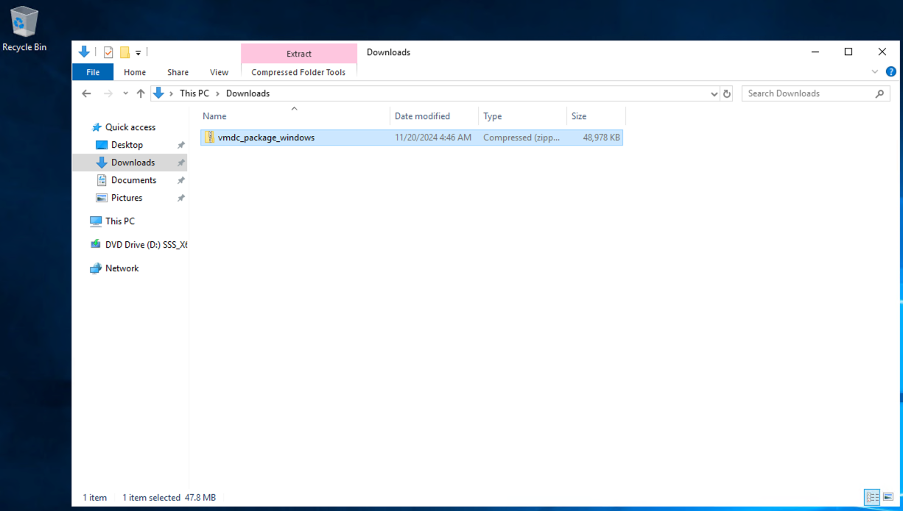 Recycle Bin
Extract
Downloads
File Home Share View Compressed Folder Tools
This PC > Downloads
Search Downloads
Name Date modified Type Size
vmdc_package_windows 11/20/2024 4:46 AM Compressed (zipp... 48,978 KB
Quick access
Desktop
Downloads
Documents
Pictures
This PC
DVD Drive (D:) SSS_X6
Network
1 item 1 item selected 47.8 MB